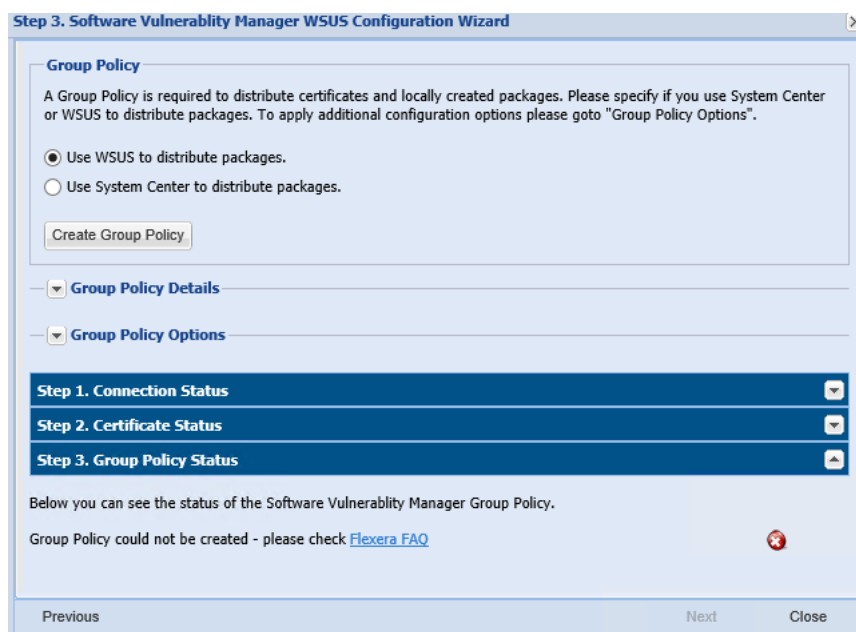 Step 3. Software Vulnerablity Manager WSUS Configuration Wizard
Group Policy
A Group Policy is required to distribute certificates and locally created packages. Please specify if you use System Center
or WSUS to distribute packages. To apply additional configuration options please goto "Group Policy Options".
Use WSUS to distribute packages.
Use System Center to distribute packages.
Create Group Policy
Group Policy Details
Group Policy Options
Step 1. Connection Status
Step 2. Certificate Status
Step 3. Group Policy Status
Below you can see the status of the Software Vulnerablity Manager Group Policy.
Group Policy could not be created - please check Flexera FAQ
Previous Next Close